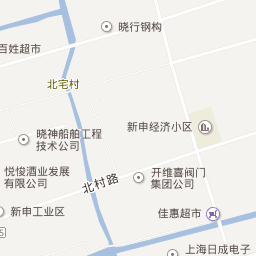 晓行钢构
百姓超市
北宅村
新申经济小区
晓神船舶工程
技术公司
悦悛酒业发展
有限公司
北村路
开维喜阀门
集团公司
新申工业区
佳惠超市
上海日成电子